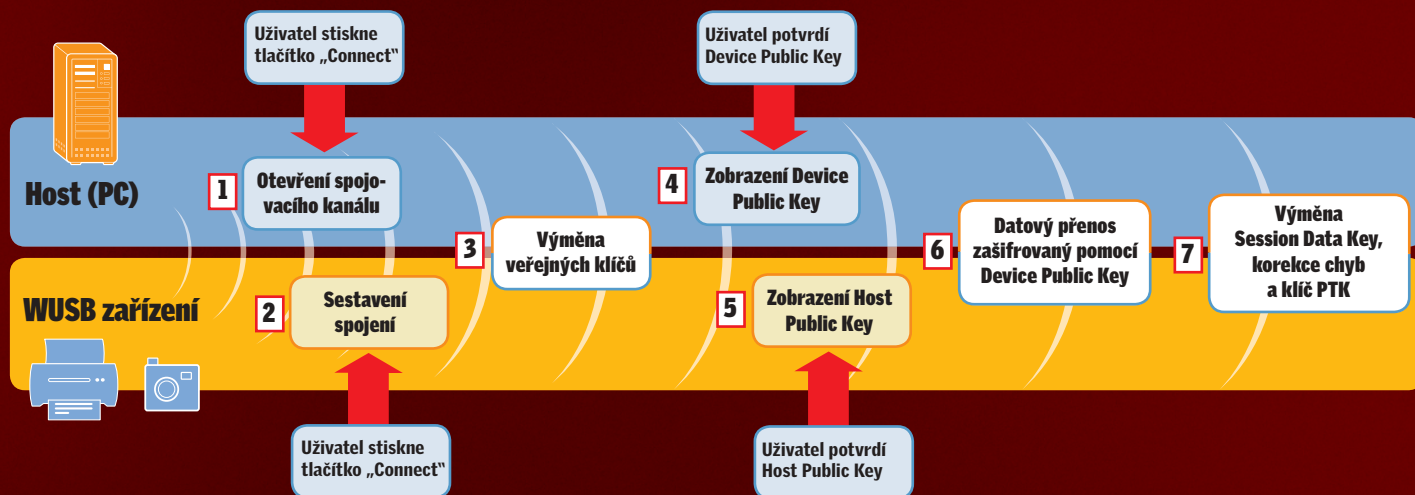 Uživatel stiskne
tlačítko „Connect“
Uživatel potvrdí
Device Public Key
Host (PC)
1
Otevření spojo-
vacího kanálu
4
Zobrazení Device
Public Key
3
Výměna
veřejných klíčů
6
Datový přenos
zašifrovaný pomocí
Device Public Key
7
Výměna
Session Data Key,
korekce chyb
a klíč PTK
WUSB zařízení
2
Sestavení
spojení
5
Zobrazení Host
Public Key
Uživatel stiskne
tlačítko „Connect“
Uživatel potvrdí
Host Public Key